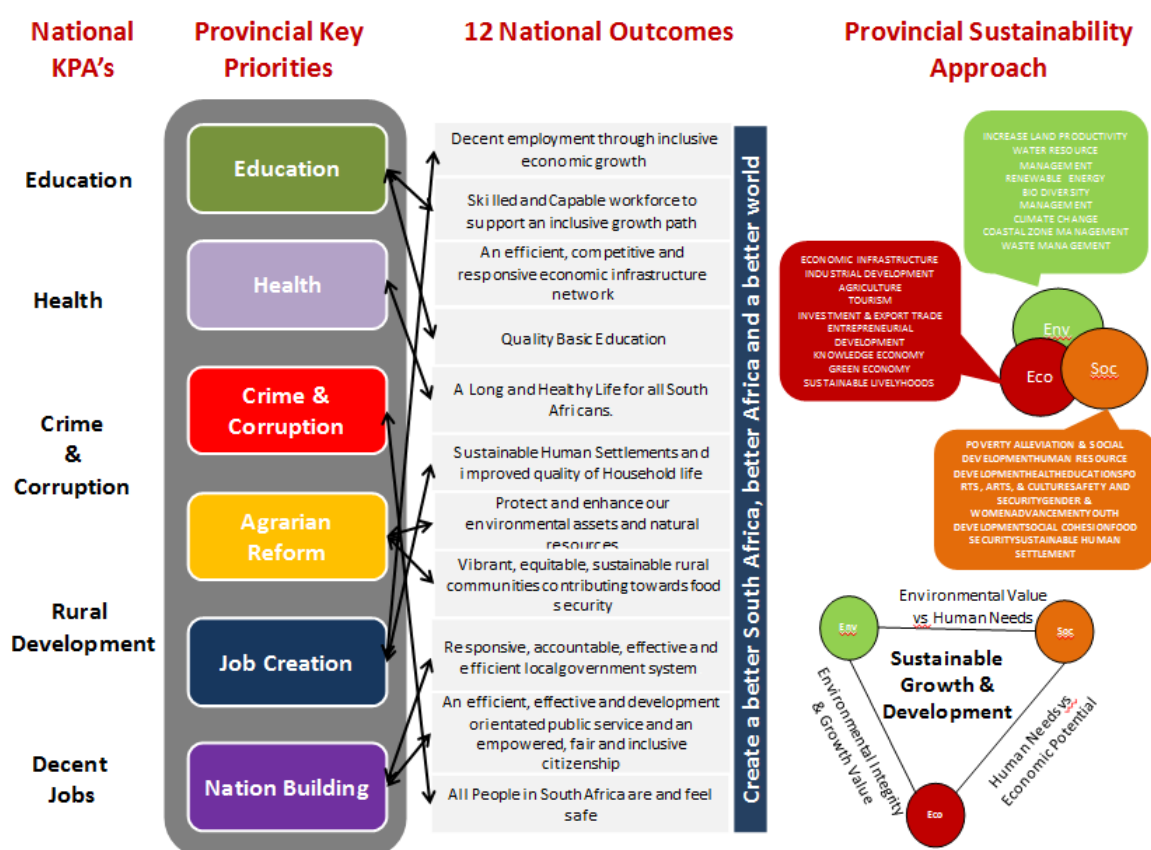 National
KPA's
Provincial Key
Priorities
12 National Outcomes
Provincial Sustainability
Approach
Education
Health
Crime
&
Corruption
Rural
Development
Decent
Jobs
Education
Health
Crime &
Corruption
Agrarian
Reform
Job Creation
Nation Building
Decent employment through inclusive
economic growth
Skilled and Capable workforce to
support an inclusive growth path
An efficient, competitive and
responsive economic infrastructure
network
Quality Basic Education
A Long and Healthy Life for all South
Africans.
Sustainable Human Settlements and
improved quality of Household life
Protect and enhance our
environmental assets and natural
resources
Vibrant, equitable, sustainable rural
communities contributing towards food
security
Responsive, accountable, effective and
efficient local government system
An efficient, effective and development
orientated public service and an
empowered, fair and inclusive
citizenship
All People in South Africa are and feel
safe
Create a better South Africa, better Africa and a better world
INCREASE LAND PRODUCTIVITY
WATER RESOURCE
MANAGEMENT
RENEWABLE ENERGY
BIO DIVERSITY
MANAGEMENT
CLIMATE CHANGE
COASTAL ZONE MANAGEMENT
WASTE MANAGEMENT
ECONOMIC INFRASTRUCTURE
INDUSTRIAL DEVELOPMENT
AGRICULTURE
TOURISM
INVESTMENT & EXPORT TRADE
ENTREPRENEURIAL
DEVELOPMENT
KNOWLEDGE ECONOMY
GREEN ECONOMY
SUSTAINABLE LIVELYHOODS
Env
Eco
Soc
POVERTY ALLEVIATION & SOCIAL
DEVELOPMENTHUMAN RESOURCE
DEVELOPMENTHEALTHEDUCATIONSPO
RTS, ARTS, & CULTURESAFETY AND
SECURITYGENDER &
WOMENADVANCEMENTYOUTH
DEVELOPMENTSOCIAL COHESIONFOOD
SECURITYSUSTAINABLE HUMAN
SETTLEMENT
Environmental Value
vs Human Needs
Env
Soc
Sustainable
Growth &
Development
Environmental Integrity
& Growth Value
Human Needs vs
Economic Potential
Eco